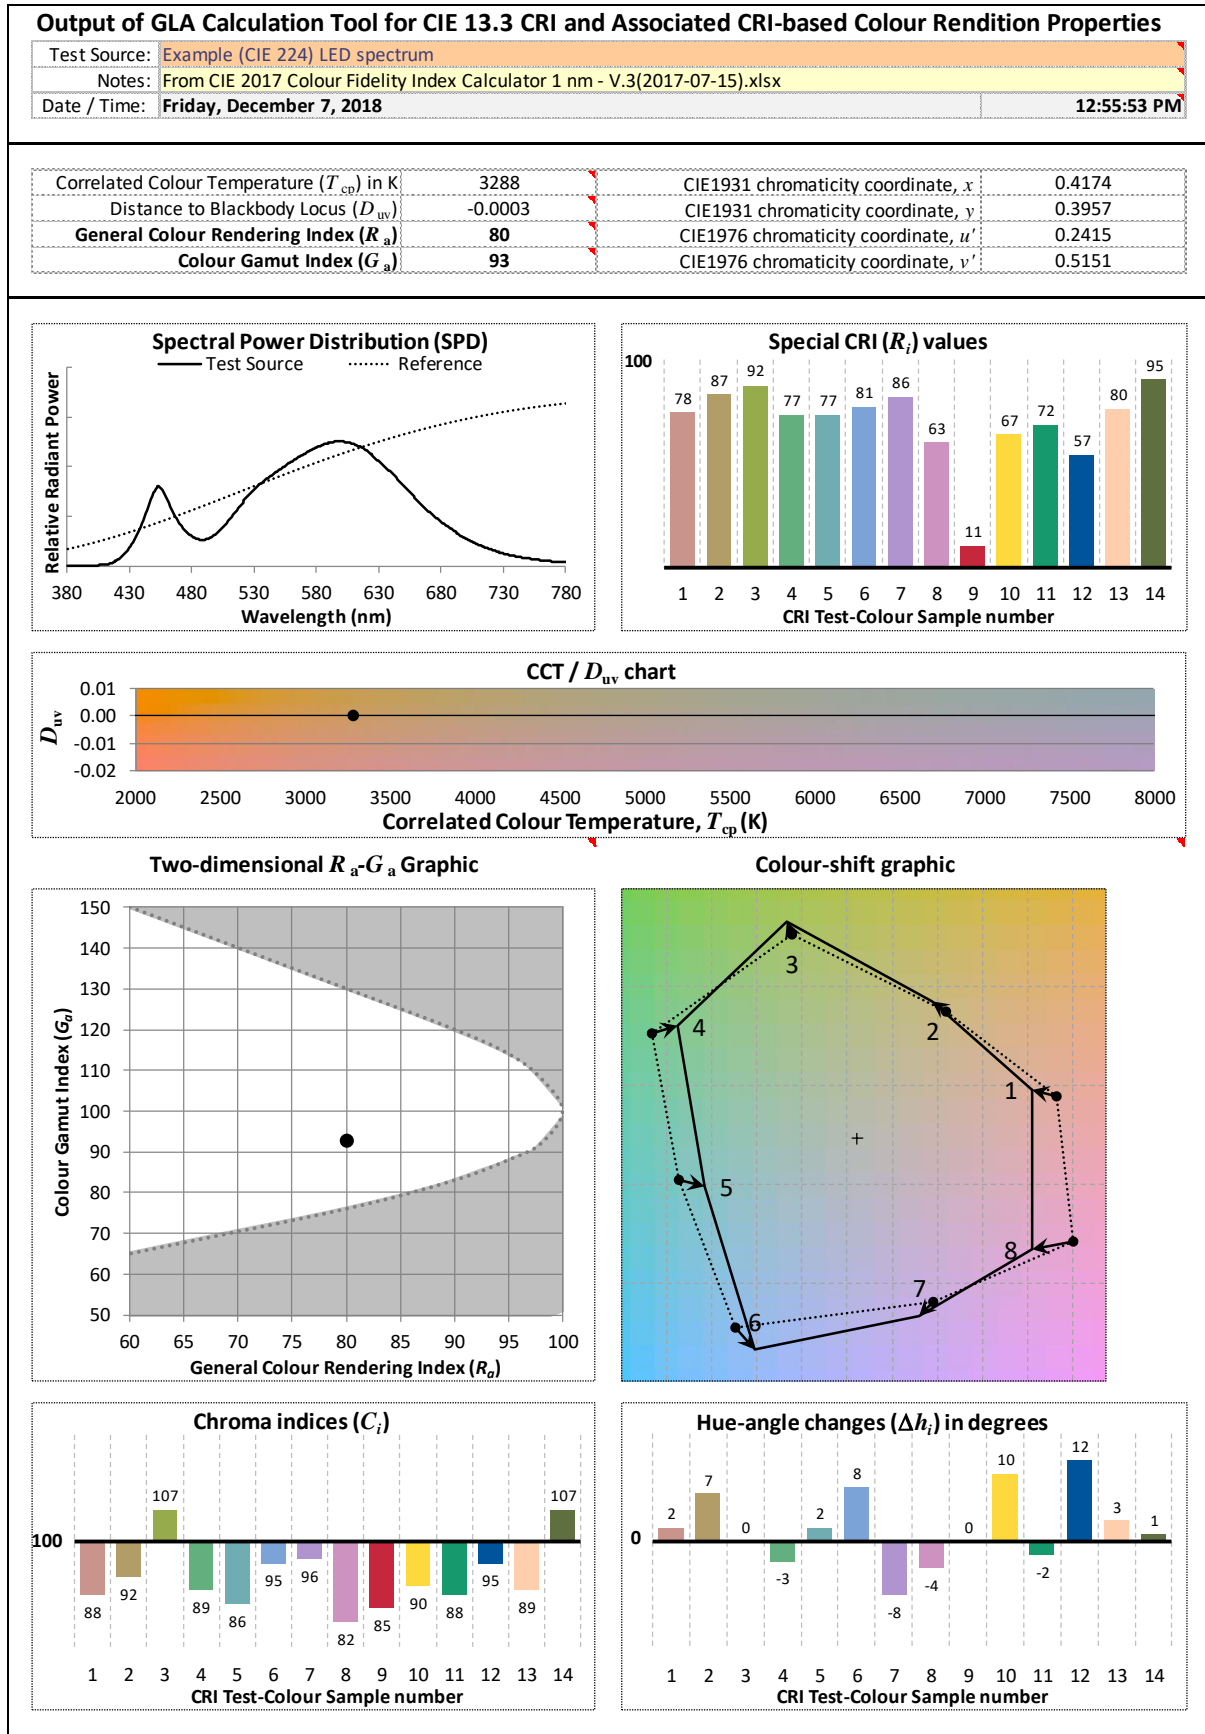 Output of GLA Calculation Tool for CIE 13.3 CRI and Associated CRI-based Colour Rendition Properties
Test Source: Example (CIE 224) LED spectrum
Notes: From CIE 2017 Colour Fidelity Index Calculator 1 nm - V.3(2017-07-15).xlsx
Date / Time: Friday, December 7, 2018 12:55:53 PM
Correlated Colour Temperature (Tcp) in K 3288 CIE1931 chromaticity coordinate, x 0.4174
Distance to Blackbody Locus (Duv) -0.0003 CIE1931 chromaticity coordinate, y 0.3957
General Colour Rendering Index (Ra) 80 CIE1976 chromaticity coordinate, u' 0.2415
Colour Gamut Index (Ga) 93 CIE1976 chromaticity coordinate, v' 0.5151
Spectral Power Distribution (SPD)
Test Source Reference
Relative Radiant Power
380 430 480 530 580 630 680 730 780
Wavelength (nm)
Special CRI (Ri) values
100
78 87 92 77 77 81 86 63 11 67 72 57 80 95
1 2 3 4 5 6 7 8 9 10 11 12 13 14
CRI Test-Colour Sample number
CCT / Duv chart
Duv
0.01
0.00
-0.01
-0.02
2000 2500 3000 3500 4000 4500 5000 5500 6000 6500 7000 7500 8000
Correlated Colour Temperature, Tcp (K)
Two-dimensional Ra-Ga Graphic
Colour Gamut Index (Ga)
150
140
130
120
110
100
90
80
70
60
50
60 65 70 75 80 85 90 95 100
General Colour Rendering Index (Ra)
Colour-shift graphic
3
2
4
1
5
8
7
6
Chroma indices (Ci)
100
88 92 107 89 86 95 96 82 85 90 88 95 89 107
1 2 3 4 5 6 7 8 9 10 11 12 13 14
CRI Test-Colour Sample number
Hue-angle changes (Δhi) in degrees
0
2 7 0 -3 2 8 -8 -4 0 10 -2 12 3 1
1 2 3 4 5 6 7 8 9 10 11 12 13 14
CRI Test-Colour Sample number